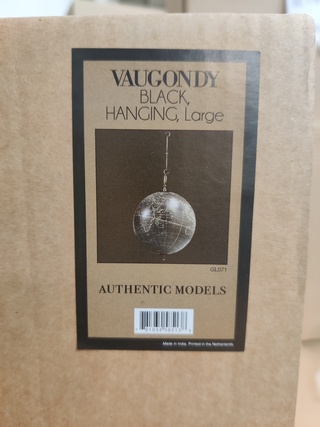 VAUGONDY
BLACK,
HANGING, Large
GL071
AUTHENTIC MODELS
Made in India. Printed in the Netherlands.